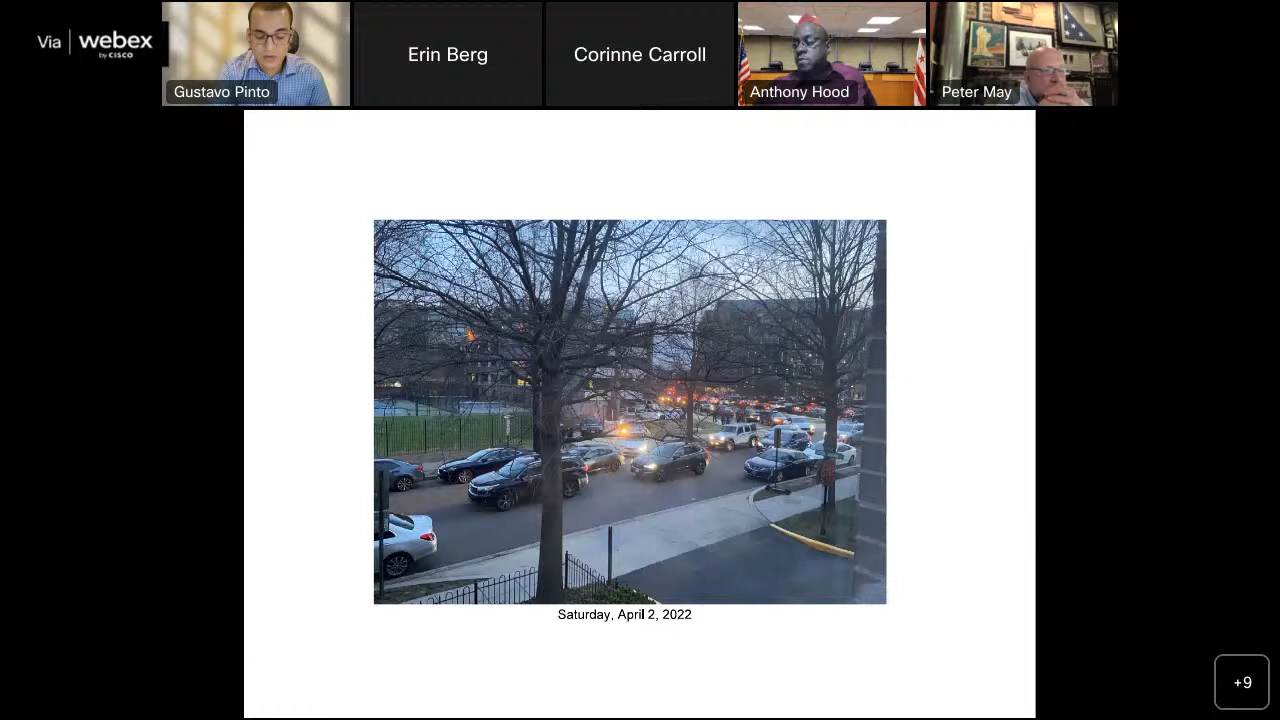 Via webex
by CISCO
Gustavo Pinto
Erin Berg
Corinne Carroll
Anthony Hood
Peter May
Saturday, April 2, 2022
+9